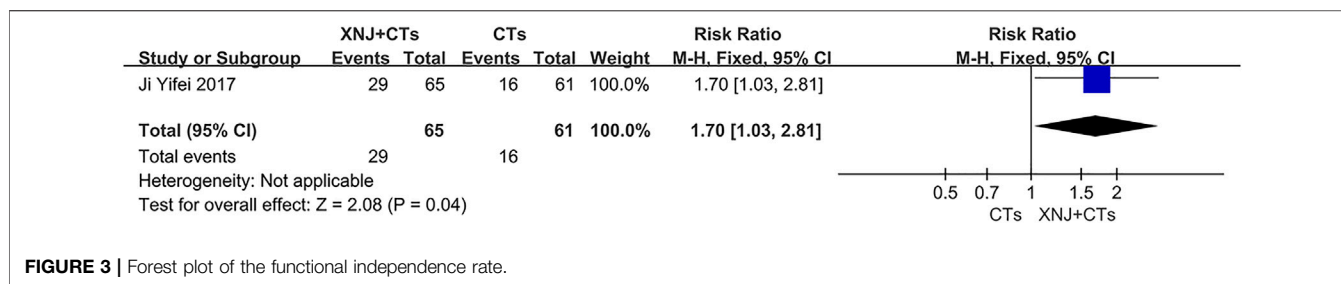 XNJ+CTs CTs Risk Ratio Risk Ratio
Study or Subgroup Events Total Events Total Weight M-H, Fixed, 95% CI M-H, Fixed, 95% CI
Ji Yifei 2017 29 65 16 61 100.0% 1.70 [1.03, 2.81]
Total (95% CI) 65 61 100.0% 1.70 [1.03, 2.81]
Total events 29 16
Heterogeneity: Not applicable
Test for overall effect: Z = 2.08 (P = 0.04)
0.5 0.7 1 1.5 2
CTs XNJ+CTs
FIGURE 3 | Forest plot of the functional independence rate.